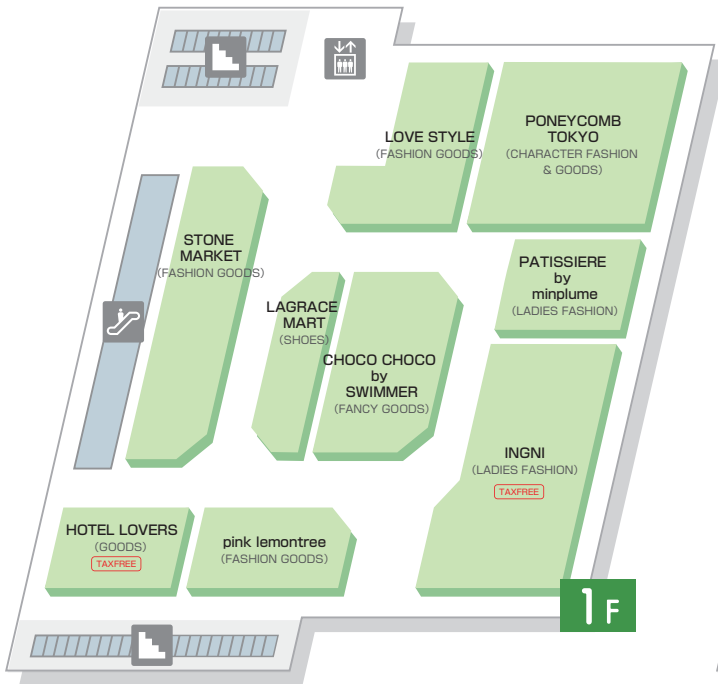 LOVE STYLE
(FASHION GOODS)
PONEYCOMB
TOKYO
(CHARACTER FASHION
& GOODS)
STONE
MARKET
(FASHION GOODS)
PATISSIERE
by
minplume
(LADIES FASHION)
LAGRACE
MART
(SHOES)
CHOCO CHOCO
by
SWIMMER
(FANCY GOODS)
INGNI
(LADIES FASHION)
TAXFREE
HOTEL LOVERS
(GOODS)
TAXFREE
pink lemontree
(FASHION GOODS)
1F